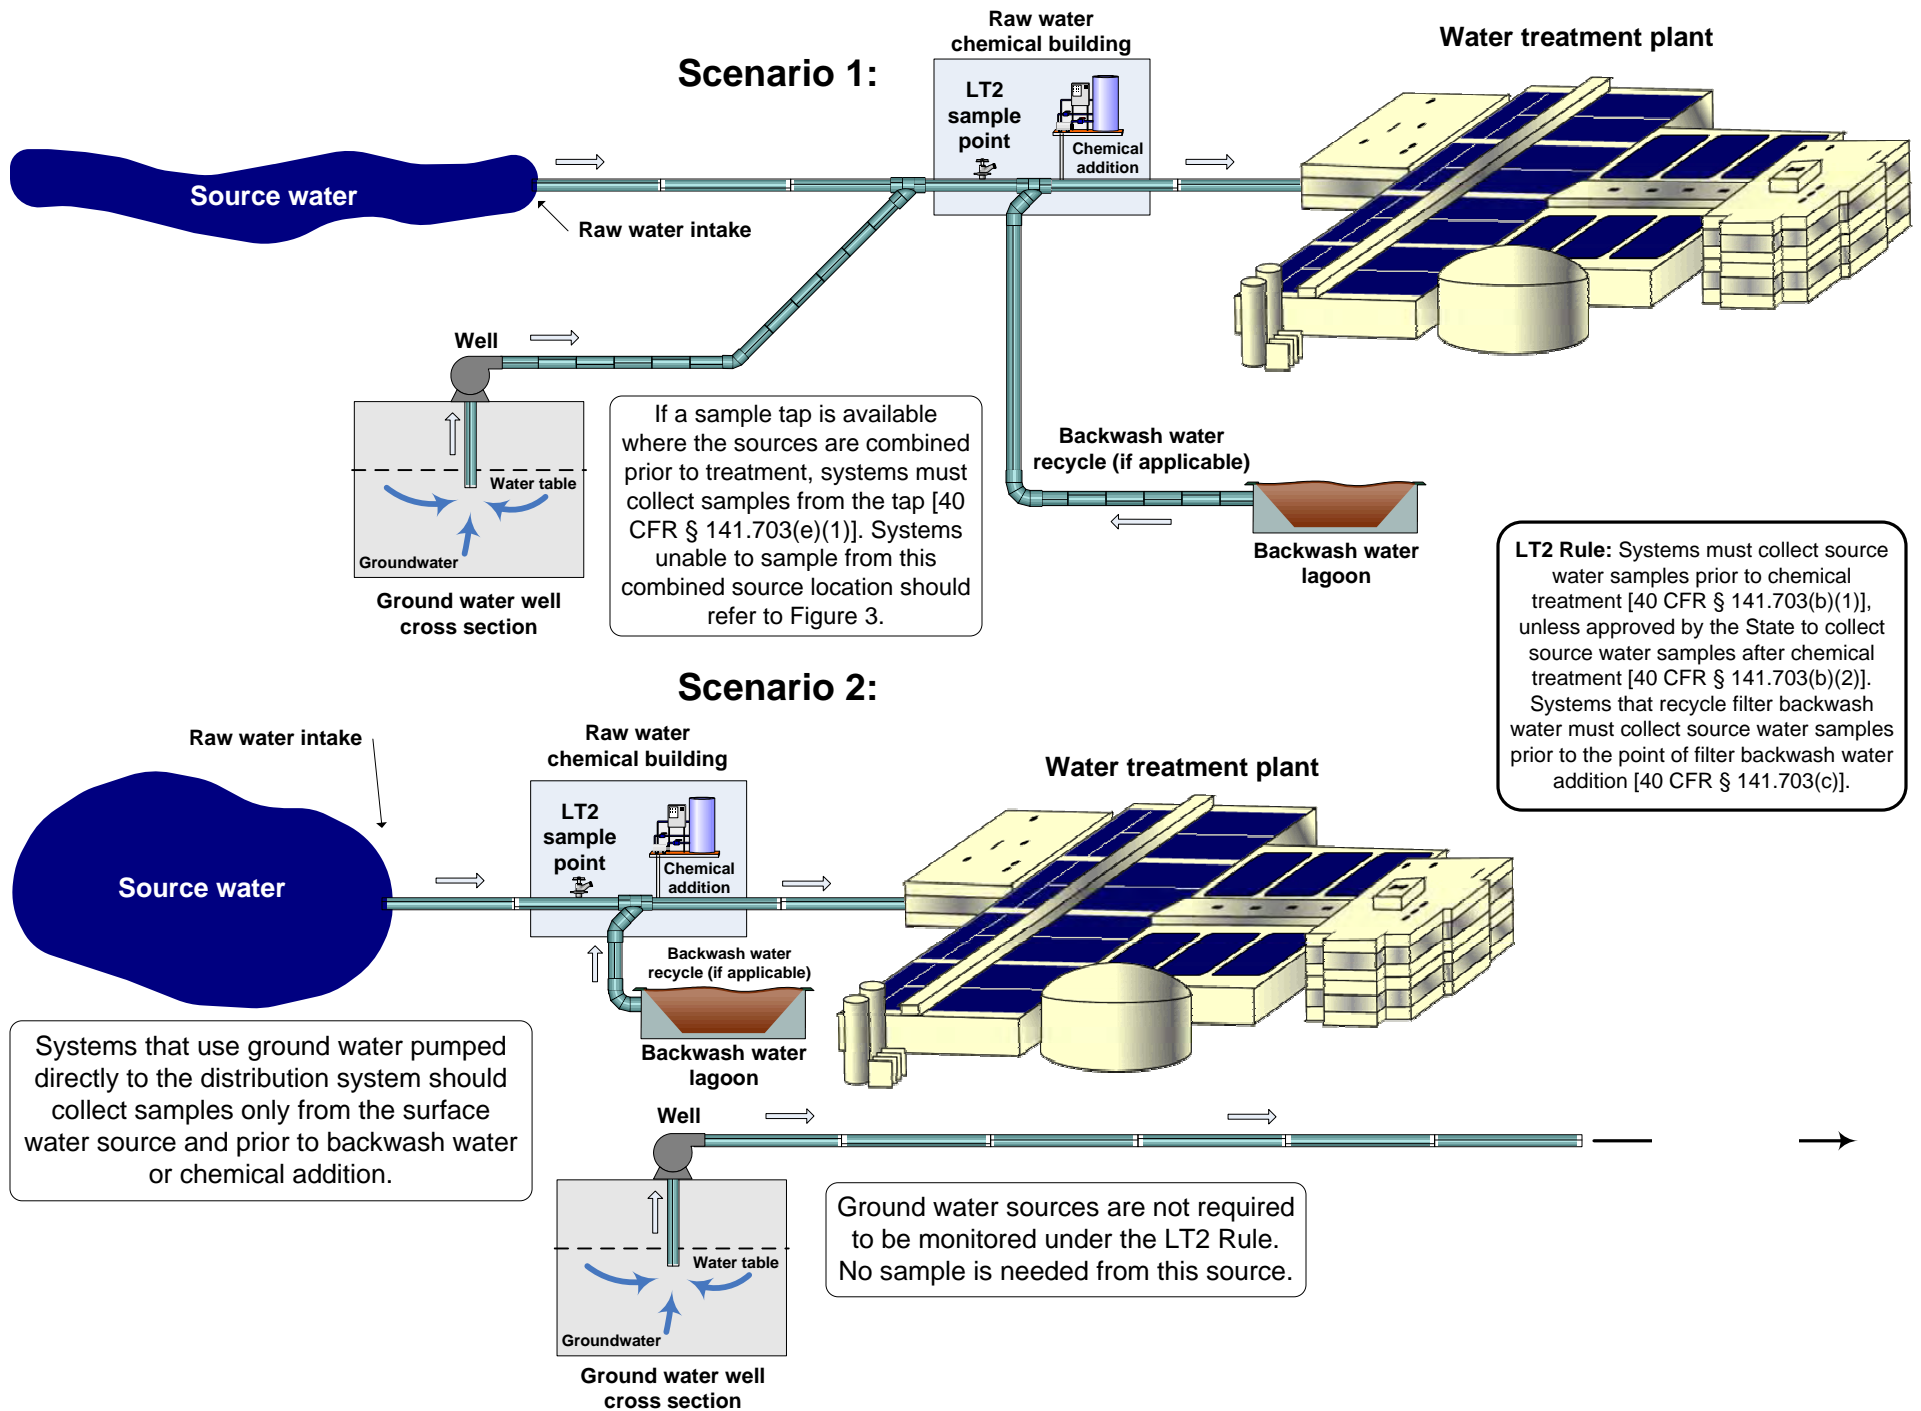 Scenario 1:
Raw water
chemical building
Water treatment plant
LT2
sample
point
Chemical
addition
Source water
Raw water intake
Well
Water table
Groundwater
Ground water well
cross section
If a sample tap is available
where the sources are combined
prior to treatment, systems must
collect samples from the tap [40
CFR § 141.703(e)(1)]. Systems
unable to sample from this
combined source location should
refer to Figure 3.
Backwash water
recycle (if applicable)
Backwash water
lagoon
LT2 Rule: Systems must collect source
water samples prior to chemical
treatment [40 CFR § 141.703(b)(1)],
unless approved by the State to collect
source water samples after chemical
treatment [40 CFR § 141.703(b)(2)].
Systems that recycle filter backwash
water must collect source water samples
prior to the point of filter backwash water
addition [40 CFR § 141.703(c)].
Scenario 2:
Raw water intake
Raw water
chemical building
Water treatment plant
LT2
sample
point
Chemical
addition
Source water
Backwash water
recycle (if applicable)
Backwash water
lagoon
Systems that use ground water pumped
directly to the distribution system should
collect samples only from the surface
water source and prior to backwash water
or chemical addition.
Well
Water table
Groundwater
Ground water well
cross section
Ground water sources are not required
to be monitored under the LT2 Rule.
No sample is needed from this source.